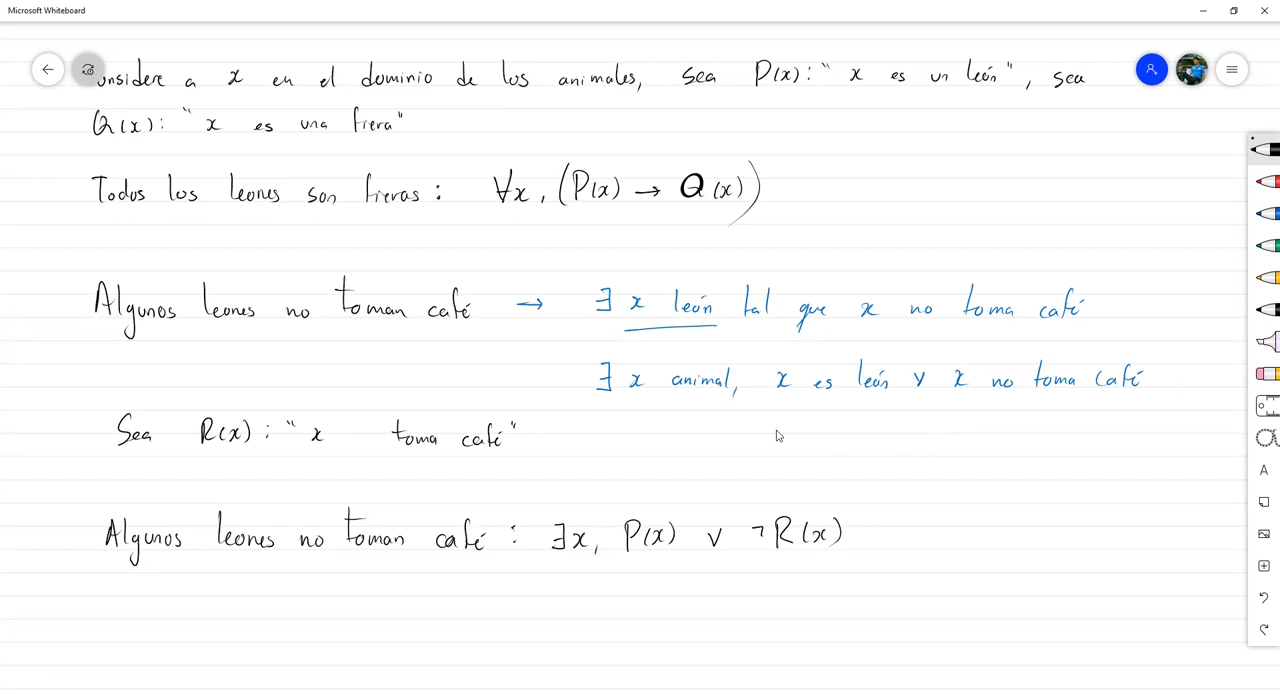 Microsoft Whiteboard
onsidere a x en el dominio de los animales, sea P(x): "x es un león", sea
Q(x): "x es una fiera"
Todos los leones son fieras: ∀x, (P(x) → Q(x))
Algunos leones no toman café → ∃ x león tal que x no toma café
∃ x animal, x es león ∨ x no toma café
Sea R(x): "x toma café"
Algunos leones no toman café: ∃x, P(x) ∨ ¬R(x)